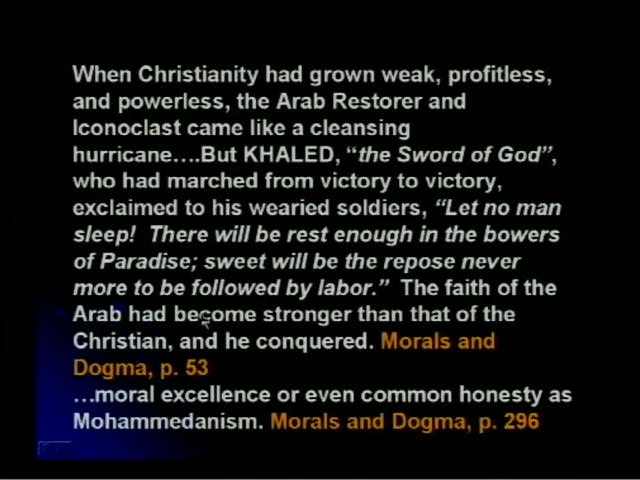 When Christianity had grown weak, profitless,
and powerless, the Arab Restorer and
Iconoclast came like a cleansing
hurricane….But KHALED, “the Sword of God”,
who had marched from victory to victory,
exclaimed to his wearied soldiers, “Let no man
sleep!  There will be rest enough in the bowers
of Paradise; sweet will be the repose never
more to be followed by labor.”  The faith of the
Arab had become stronger than that of the
Christian, and he conquered. Morals and
Dogma, p. 53
…moral excellence or even common honesty as
Mohammedanism. Morals and Dogma, p. 296